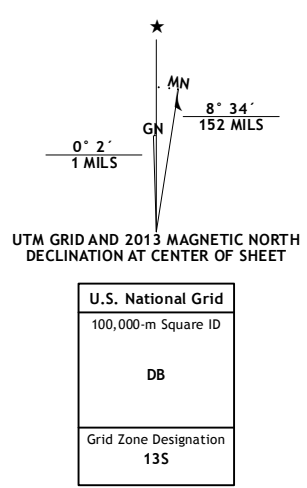 ★
MN
GN
8° 34´
152 MILS
0° 2´
1 MILS
UTM GRID AND 2013 MAGNETIC NORTH
DECLINATION AT CENTER OF SHEET
U.S. National Grid
100,000-m Square ID
DB
Grid Zone Designation
13S